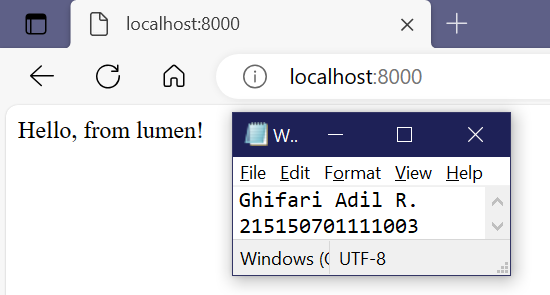 localhost:8000
localhost:8000
Hello, from lumen!
W..
File Edit Format View Help
Ghifari Adil R.
215150701111003
Windows (C UTF-8